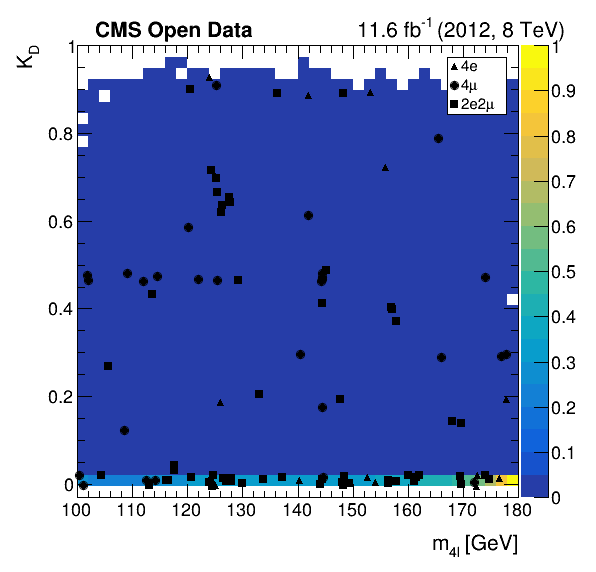 CMS Open Data 11.6 fb⁻¹ (2012, 8 TeV)
K_D
1
0.8
0.6
0.4
0.2
0
4e
4μ
2e2μ
1
0.9
0.8
0.7
0.6
0.5
0.4
0.3
0.2
0.1
0
100 110 120 130 140 150 160 170 180
m_4l [GeV]